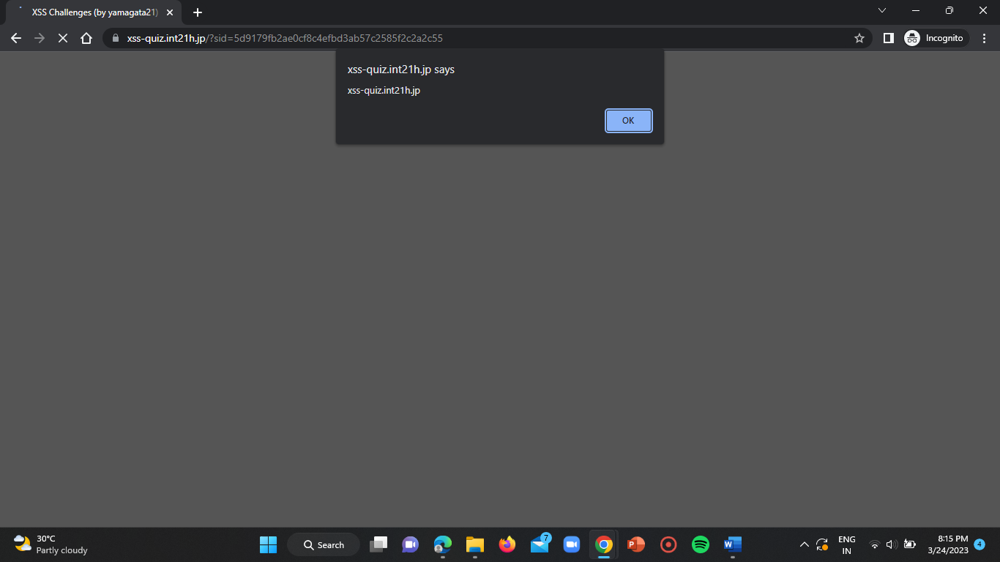 XSS Challenges (by yamagata21)
xss-quiz.int21h.jp/?sid=5d9179fb2ae0cf8c4efbd3ab57c2585f2c2a2c55
Incognito
xss-quiz.int21h.jp says
xss-quiz.int21h.jp
OK
30°C
Partly cloudy
Search
7
P
W
ENG
IN
8:15 PM
3/24/2023
4